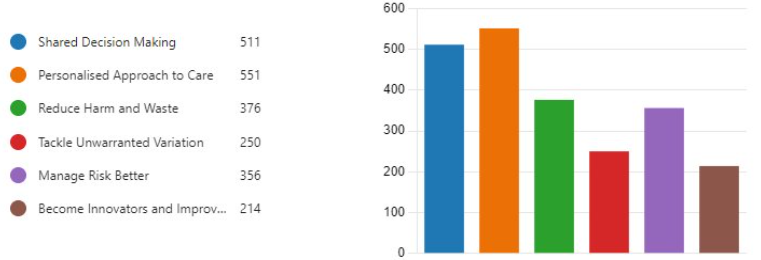 Shared Decision Making 511
Personalised Approach to Care 551
Reduce Harm and Waste 376
Tackle Unwarranted Variation 250
Manage Risk Better 356
Become Innovators and Improv... 214
600
500
400
300
200
100
0